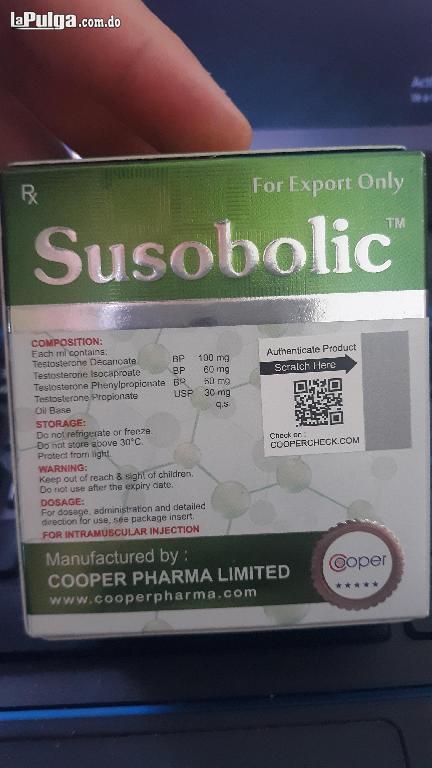 laPulga.com.do
Rx
For Export Only
Susobolic™
COMPOSITION:
Each ml contains:
Testosterone Decanoate BP 100 mg
Testosterone Isocaproate BP 60 mg
Testosterone Phenylpropionate BP 60 mg
Testosterone Propionate USP 30 mg
Oil Base q.s.
STORAGE:
Do not refrigerate or freeze.
Do not store above 30°C.
Protect from light.
WARNING:
Keep out of reach & sight of children.
Do not use after the expiry date.
DOSAGE:
For dosage, administration and detailed
direction for use, see package insert.
FOR INTRAMUSCULAR INJECTION
Authenticate Product
Scratch Here
Check on :
COOPERCHECK.COM
Manufactured by :
COOPER PHARMA LIMITED
www.cooperpharma.com
Cooper